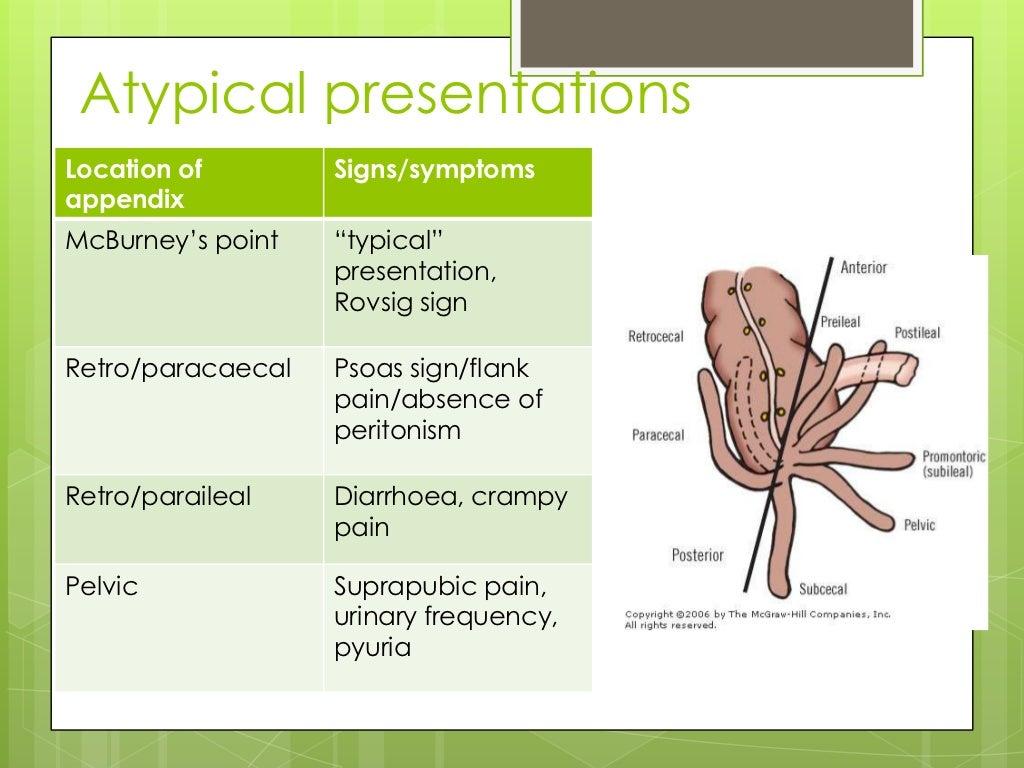 Atypical presentations
Location of
appendix
Signs/symptoms
McBurney’s point
“typical”
presentation,
Rovsig sign
Retro/paracaecal
Psoas sign/flank
pain/absence of
peritonism
Retro/paraileal
Diarrhoea, crampy
pain
Pelvic
Suprapubic pain,
urinary frequency,
pyuria
Anterior
Preileal
Postileal
Retrocecal
Paracecal
Promontoric
(subileal)
Pelvic
Posterior
Subcecal
Copyright ©2006 by The McGraw-Hill Companies, Inc.
All rights reserved.